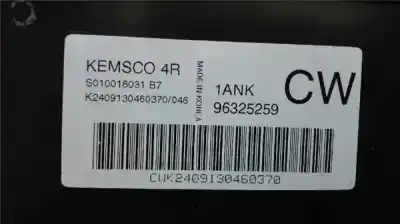 KEMSCO 4R
S010016031 B7
K2409130460370/046
MADE IN KOREA
1ANK
96325259
CW
CWK2409130460370